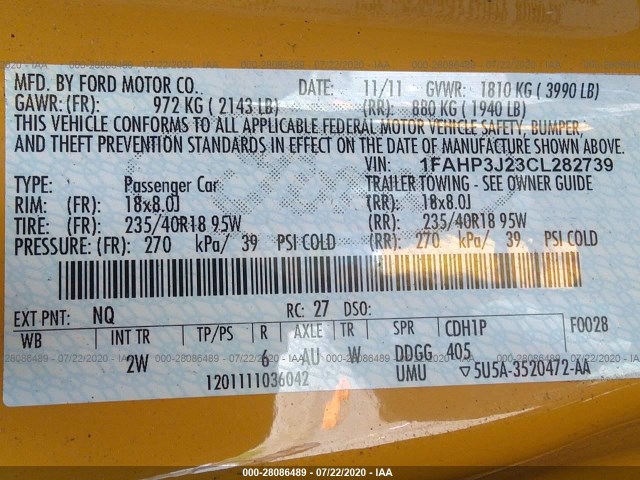 MFD. BY FORD MOTOR CO. DATE: 11/11 GVWR: 1810 KG ( 3990 LB)
GAWR: (FR): 972 KG ( 2143 LB) (RR): 880 KG ( 1940 LB)
THIS VEHICLE CONFORMS TO ALL APPLICABLE FEDERAL MOTOR VEHICLE SAFETY, BUMPER,
AND THEFT PREVENTION STANDARDS IN EFFECT ON THE DATE OF MANUFACTURE SHOWN ABOVE.
VIN: 1FAHP3J23CL282739
TYPE: Passenger Car TRAILER TOWING - SEE OWNER GUIDE
RIM: (FR): 18x8.0J (RR): 18x8.0J
TIRE: (FR): 235/40R18 95W (RR): 235/40R18 95W
PRESSURE: (FR): 270 kPa/ 39 PSI COLD (RR): 270 kPa/ 39 PSI COLD
EXT PNT: NQ RC: 27 DSO:
WB INT TR TP/PS R AXLE TR SPR CDH1P F0028
2W 6 AU W DDGG 405
1201111036042 UMU ▽5U5A-3520472-AA
000-28086489 - 07/22/2020 - IAA